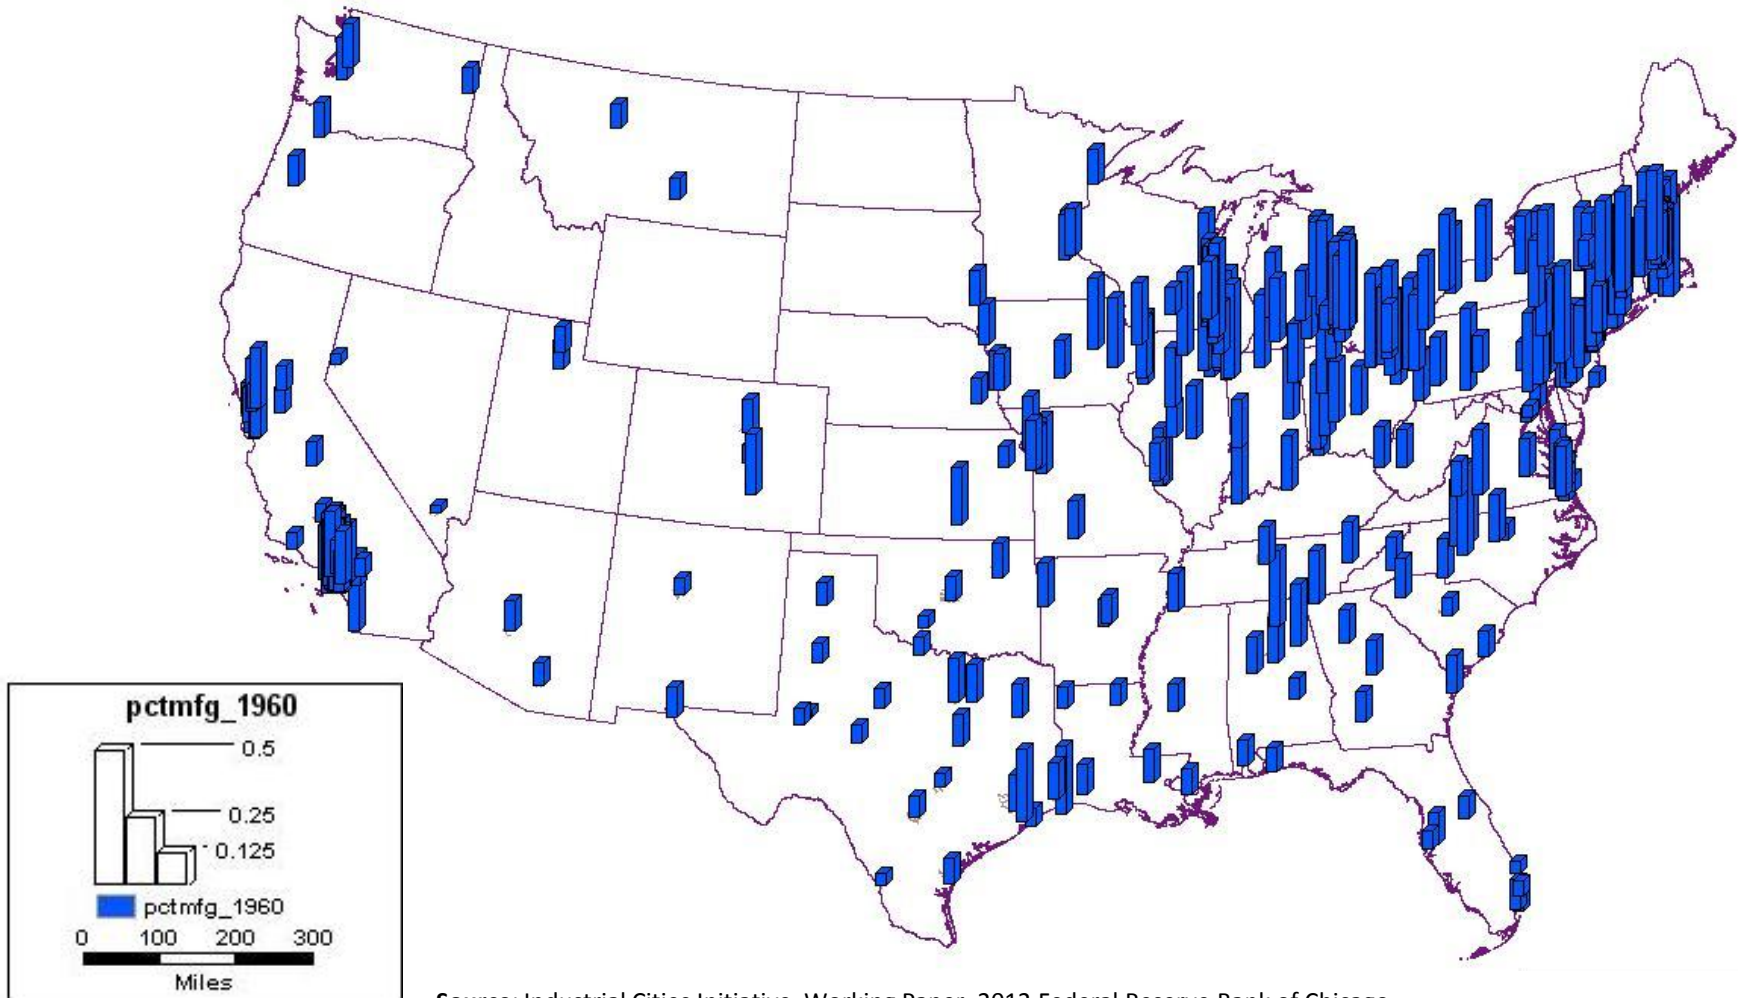 pctmfg_1960
0.5
0.25
0.125
pctmfg_1960
0 100 200 300
Miles
Source: Industrial Cities Initiative, Working Paper, 2012 Federal Reserve Bank of Chicago